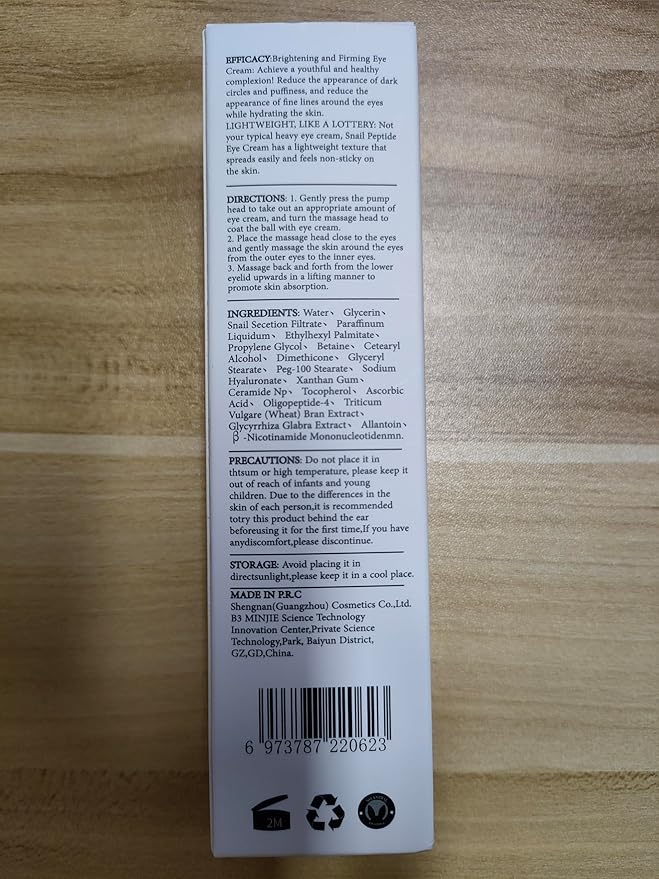 EFFICACY:Brightening and Firming Eye
Cream: Achieve a youthful and healthy
complexion! Reduce the appearance of dark
circles and puffiness, and reduce the
appearance of fine lines around the eyes
while hydrating the skin.
LIGHTWEIGHT, LIKE A LOTTERY: Not
your typical heavy eye cream, Snail Peptide
Eye Cream has a lightweight texture that
spreads easily and feels non-sticky on
the skin.
DIRECTIONS: 1. Gently press the pump
head to take out an appropriate amount of
eye cream, and turn the massage head to
coat the ball with eye cream.
2. Place the massage head close to the eyes
and gently massage the skin around the eyes
from the outer eyes to the inner eyes.
3. Massage back and forth from the lower
eyelid upwards in a lifting manner to
promote skin absorption.
INGREDIENTS: Water、 Glycerin、
Snail Secetion Filtrate、 Paraffinum
Liquidum、 Ethylhexyl Palmitate、
Propylene Glycol、 Betaine、 Cetearyl
Alcohol、 Dimethicone、 Glyceryl
Stearate、 Peg-100 Stearate、 Sodium
Hyaluronate、 Xanthan Gum、
Ceramide Np、 Tocopherol、 Ascorbic
Acid、 Oligopeptide-4、 Triticum
Vulgare (Wheat) Bran Extract、
Glycyrrhiza Glabra Extract、 Allantoin、
β -Nicotinamide Mononucleotidenmn.
PRECAUTIONS: Do not place it in
thtsum or high temperature, please keep it
out of reach of infants and young
children. Due to the differences in the
skin of each person,it is recommended
totry this product behind the ear
beforeusing it for the first time,If you have
anydiscomfort,please discontinue.
STORAGE: Avoid placing it in
directsunlight,please keep it in a cool place.
MADE IN P.R.C
Shengnan(Guangzhou) Cosmetics Co.,Ltd.
B3 MINJIE Science Technology
Innovation Center,Private Science
Technology,Park, Baiyun District,
GZ,GD,China.
6 973787 220623
2M